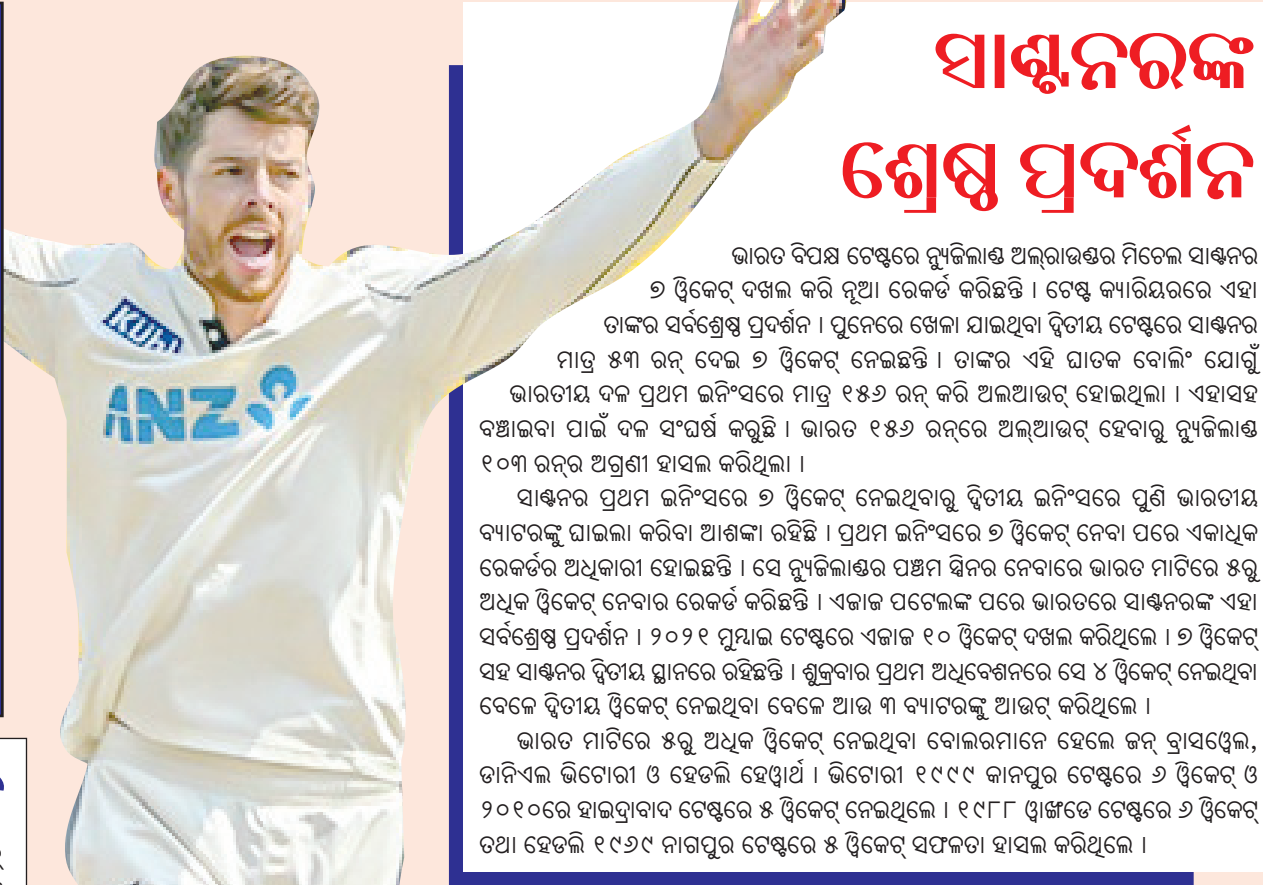 ସାଣ୍ଟନରଙ୍କ
ଶ୍ରେଷ୍ଠ ପ୍ରଦର୍ଶନ
ଭାରତ ବିପକ୍ଷ ଟେଷ୍ଟରେ ନ୍ୟୁଜିଲାଣ୍ଡ ଅଲ୍‌ରାଉଣ୍ଡର ମିଚେଲ ସାଣ୍ଟନର
୭ ୱିକେଟ୍ ଦଖଲ କରି ନୂଆ ରେକର୍ଡ କରିଛନ୍ତି । ଟେଷ୍ଟ କ୍ୟାରିୟରରେ ଏହା
ତାଙ୍କର ସର୍ବଶ୍ରେଷ୍ଠ ପ୍ରଦର୍ଶନ । ପୁନେରେ ଖେଳା ଯାଇଥିବା ଦ୍ୱିତୀୟ ଟେଷ୍ଟରେ ସାଣ୍ଟନର
ମାତ୍ର ୫୩ ରନ୍ ଦେଇ ୭ ୱିକେଟ୍ ନେଇଛନ୍ତି । ତାଙ୍କର ଏହି ଘାତକ ବୋଲିଂ ଯୋଗୁଁ
ଭାରତୀୟ ଦଳ ପ୍ରଥମ ଇନିଂସରେ ମାତ୍ର ୧୫୬ ରନ୍ କରି ଅଲଆଉଟ୍ ହୋଇଥିଲା । ଏହାସହ
ବଞ୍ଚାଇବା ପାଇଁ ଦଳ ସଂଘର୍ଷ କରୁଛି । ଭାରତ ୧୫୬ ରନ୍‌ରେ ଅଲ୍‌ଆଉଟ୍ ହେବାରୁ ନ୍ୟୁଜିଲାଣ୍ଡ
୧୦୩ ରନ୍‌ର ଅଗ୍ରଣୀ ହାସଲ କରିଥିଲା ।
ସାଣ୍ଟନର ପ୍ରଥମ ଇନିଂସରେ ୭ ୱିକେଟ୍ ନେଇଥିବାରୁ ଦ୍ୱିତୀୟ ଇନିଂସରେ ପୁଣି ଭାରତୀୟ
ବ୍ୟାଟରଙ୍କୁ ଘାଇଲା କରିବା ଆଶଙ୍କା ରହିଛି । ପ୍ରଥମ ଇନିଂସରେ ୭ ୱିକେଟ୍ ନେବା ପରେ ଏକାଧିକ
ରେକର୍ଡର ଅଧିକାରୀ ହୋଇଛନ୍ତି । ସେ ନ୍ୟୁଜିଲାଣ୍ଡର ପଞ୍ଚମ ସ୍ପିନର ନେବାରେ ଭାରତ ମାଟିରେ ୫ରୁ
ଅଧିକ ୱିକେଟ୍ ନେବାର ରେକର୍ଡ କରିଛନ୍ତି । ଏଜାଜ ପଟେଲଙ୍କ ପରେ ଭାରତରେ ସାଣ୍ଟନରଙ୍କ ଏହା
ସର୍ବଶ୍ରେଷ୍ଠ ପ୍ରଦର୍ଶନ । ୨୦୨୧ ମୁମ୍ବାଇ ଟେଷ୍ଟରେ ଏଜାଜ ୧୦ ୱିକେଟ୍ ଦଖଲ କରିଥିଲେ । ୭ ୱିକେଟ୍
ସହ ସାଣ୍ଟନର ଦ୍ୱିତୀୟ ସ୍ଥାନରେ ରହିଛନ୍ତି । ଶୁକ୍ରବାର ପ୍ରଥମ ଅଧିବେଶନରେ ସେ ୪ ୱିକେଟ୍ ନେଇଥିବା
ବେଳେ ଦ୍ୱିତୀୟ ୱିକେଟ୍ ନେଇଥିବା ବେଳେ ଆଉ ୩ ବ୍ୟାଟରଙ୍କୁ ଆଉଟ୍ କରିଥିଲେ ।
ଭାରତ ମାଟିରେ ୫ରୁ ଅଧିକ ୱିକେଟ୍ ନେଇଥିବା ବୋଲରମାନେ ହେଲେ ଜନ୍ ବ୍ରାସୱେଲ,
ଡାନିଏଲ ଭିଟୋରୀ ଓ ହେଡଲି ହେୱାର୍ଥ । ଭିଟୋରୀ ୧୯୯୯ କାନପୁର ଟେଷ୍ଟରେ ୬ ୱିକେଟ୍ ଓ
୨୦୧୦ରେ ହାଇଦ୍ରାବାଦ ଟେଷ୍ଟରେ ୫ ୱିକେଟ୍ ନେଇଥିଲେ । ୧୯୮୮ ୱାଙ୍ଖଡେ ଟେଷ୍ଟରେ ୬ ୱିକେଟ୍
ତଥା ହେଡଲି ୧୯୬୯ ନାଗପୁର ଟେଷ୍ଟରେ ୫ ୱିକେଟ୍ ସଫଳତା ହାସଲ କରିଥିଲେ ।
ANZ